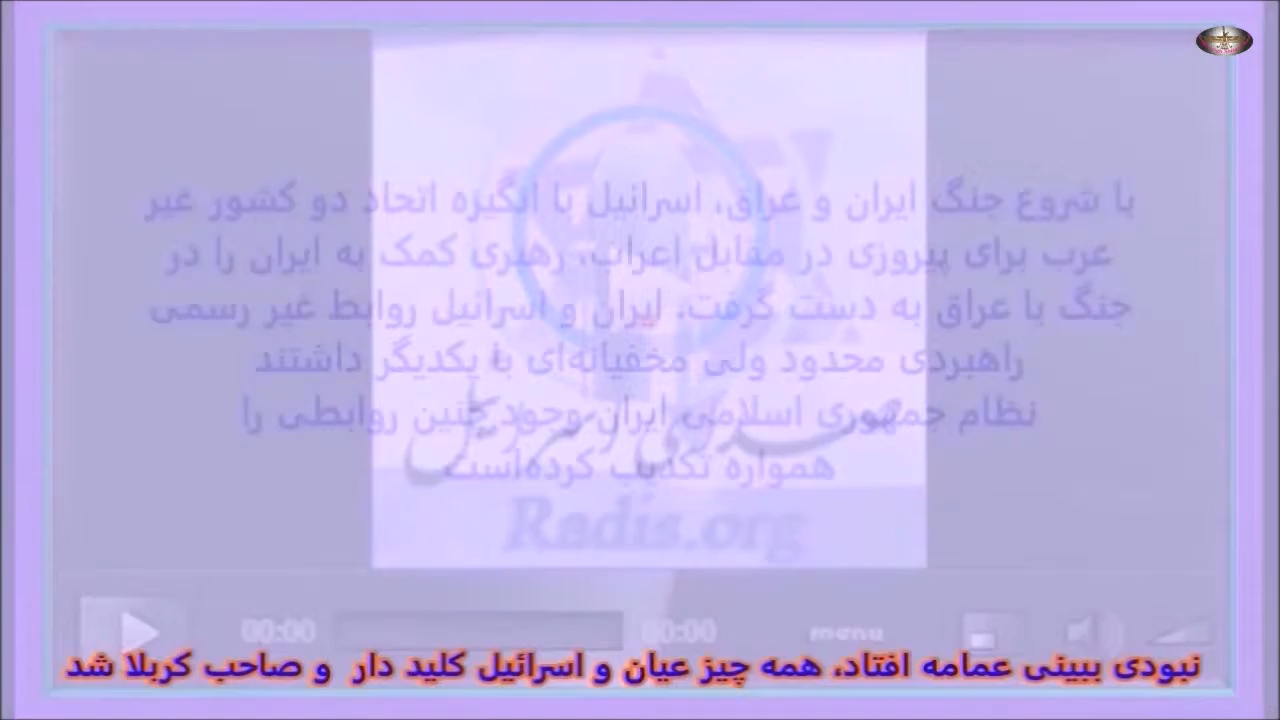 با شروع جنگ ایران و عراق، اسرائیل با انگیزه اتحاد دو کشور غیر
عرب برای پیروزی در مقابل اعراب، رهبری کمک به ایران را در
جنگ با عراق به دست گرفت. ایران و اسرائیل روابط غیر رسمی
راهبردی محدود ولی مخفیانه‌ای با یکدیگر داشتند
نظام جمهوری اسلامی ایران وجود چنین روابطی را
همواره تکذیب کرده‌است
Radis.org
00:00 00:00 menu
نبودی ببینی عمامه افتاد، همه چیز عیان و اسرائیل کلید دار و صاحب کربلا شد